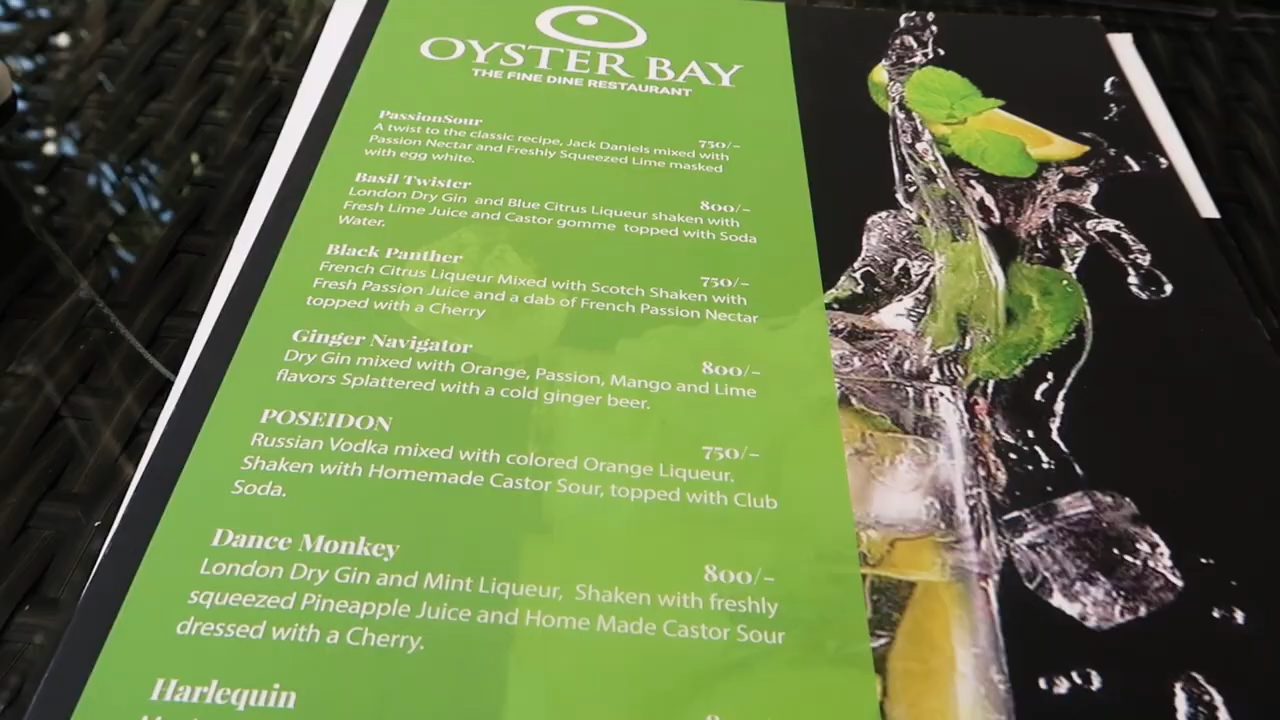 OYSTER BAY
THE FINE DINE RESTAURANT
PassionSour
750/-
A twist to the classic recipe, Jack Daniels mixed with
Passion Nectar and Freshly Squeezed Lime masked
with egg white.
Basil Twister
800/-
London Dry Gin and Blue Citrus Liqueur shaken with
Fresh Lime Juice and Castor gomme topped with Soda
Water.
Black Panther
750/-
French Citrus Liqueur Mixed with Scotch Shaken with
Fresh Passion Juice and a dab of French Passion Nectar
topped with a Cherry
Ginger Navigator
800/-
Dry Gin mixed with Orange, Passion, Mango and Lime
flavors Splattered with a cold ginger beer.
POSEIDON
750/-
Russian Vodka mixed with colored Orange Liqueur.
Shaken with Homemade Castor Sour, topped with Club
Soda.
Dance Monkey
800/-
London Dry Gin and Mint Liqueur, Shaken with freshly
squeezed Pineapple Juice and Home Made Castor Sour
dressed with a Cherry.
Harlequin